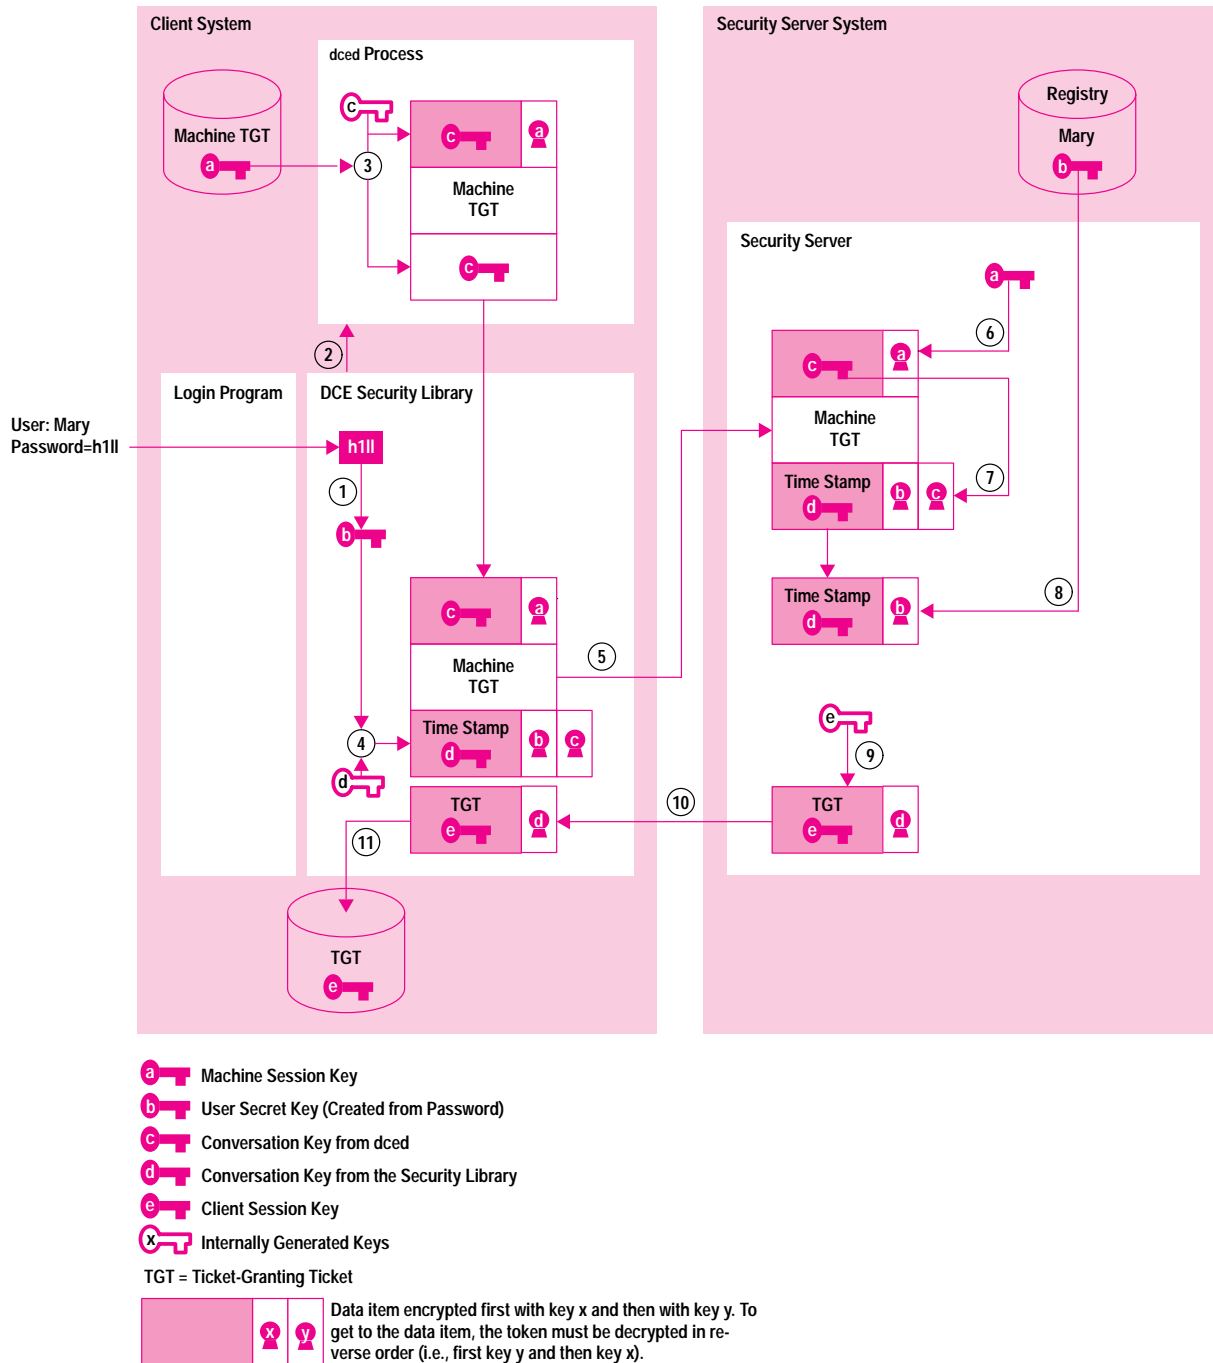 Client System
dced Process
c
Machine TGT
a
3
c
a
Machine
TGT
c
2
Login Program
DCE Security Library
User: Mary
Password=h1ll
h1ll
1
b
c
a
Machine
TGT
5
4
Time Stamp
d
b
c
d
TGT
e
d
10
11
TGT
e
Security Server System
Registry
Mary
b
Security Server
a
6
c
a
Machine
TGT
Time Stamp
d
b
c
7
Time Stamp
d
b
8
e
9
TGT
e
d
a Machine Session Key
b User Secret Key (Created from Password)
c Conversation Key from dced
d Conversation Key from the Security Library
e Client Session Key
x Internally Generated Keys
TGT = Ticket-Granting Ticket
x y
Data item encrypted first with key x and then with key y. To
get to the data item, the token must be decrypted in re-
verse order (i.e., first key y and then key x).